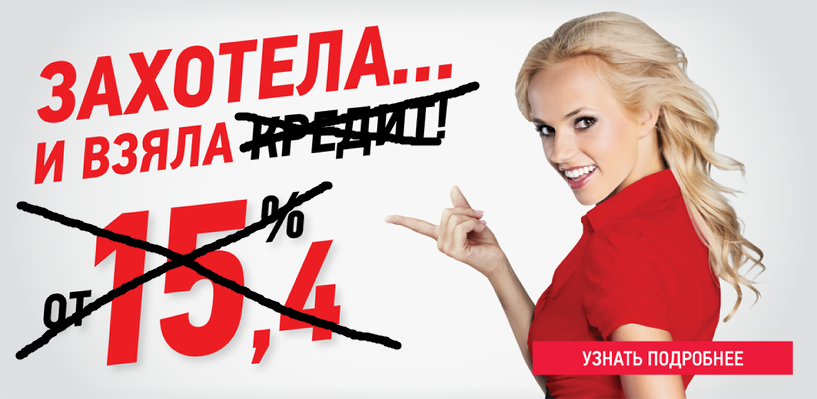 ЗАХОТЕЛА...
И ВЗЯЛА КРЕДИТ!
ОТ 15,4%
УЗНАТЬ ПОДРОБНЕЕ